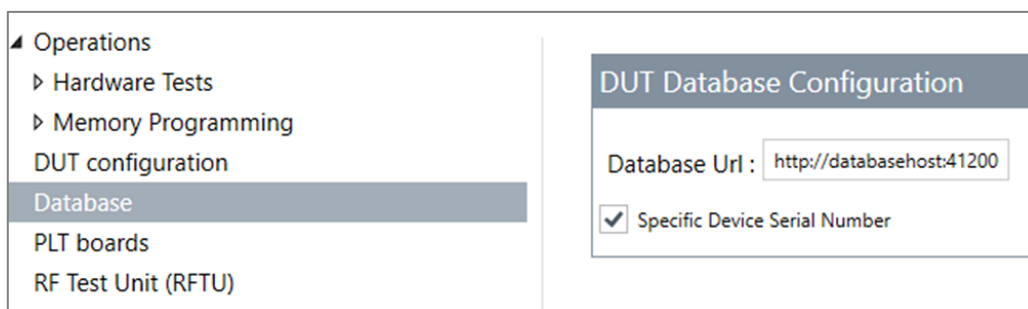 Operations
Hardware Tests
Memory Programming
DUT configuration
Database
PLT boards
RF Test Unit (RFTU)
DUT Database Configuration
Database Url : http://databasehost:41200
Specific Device Serial Number